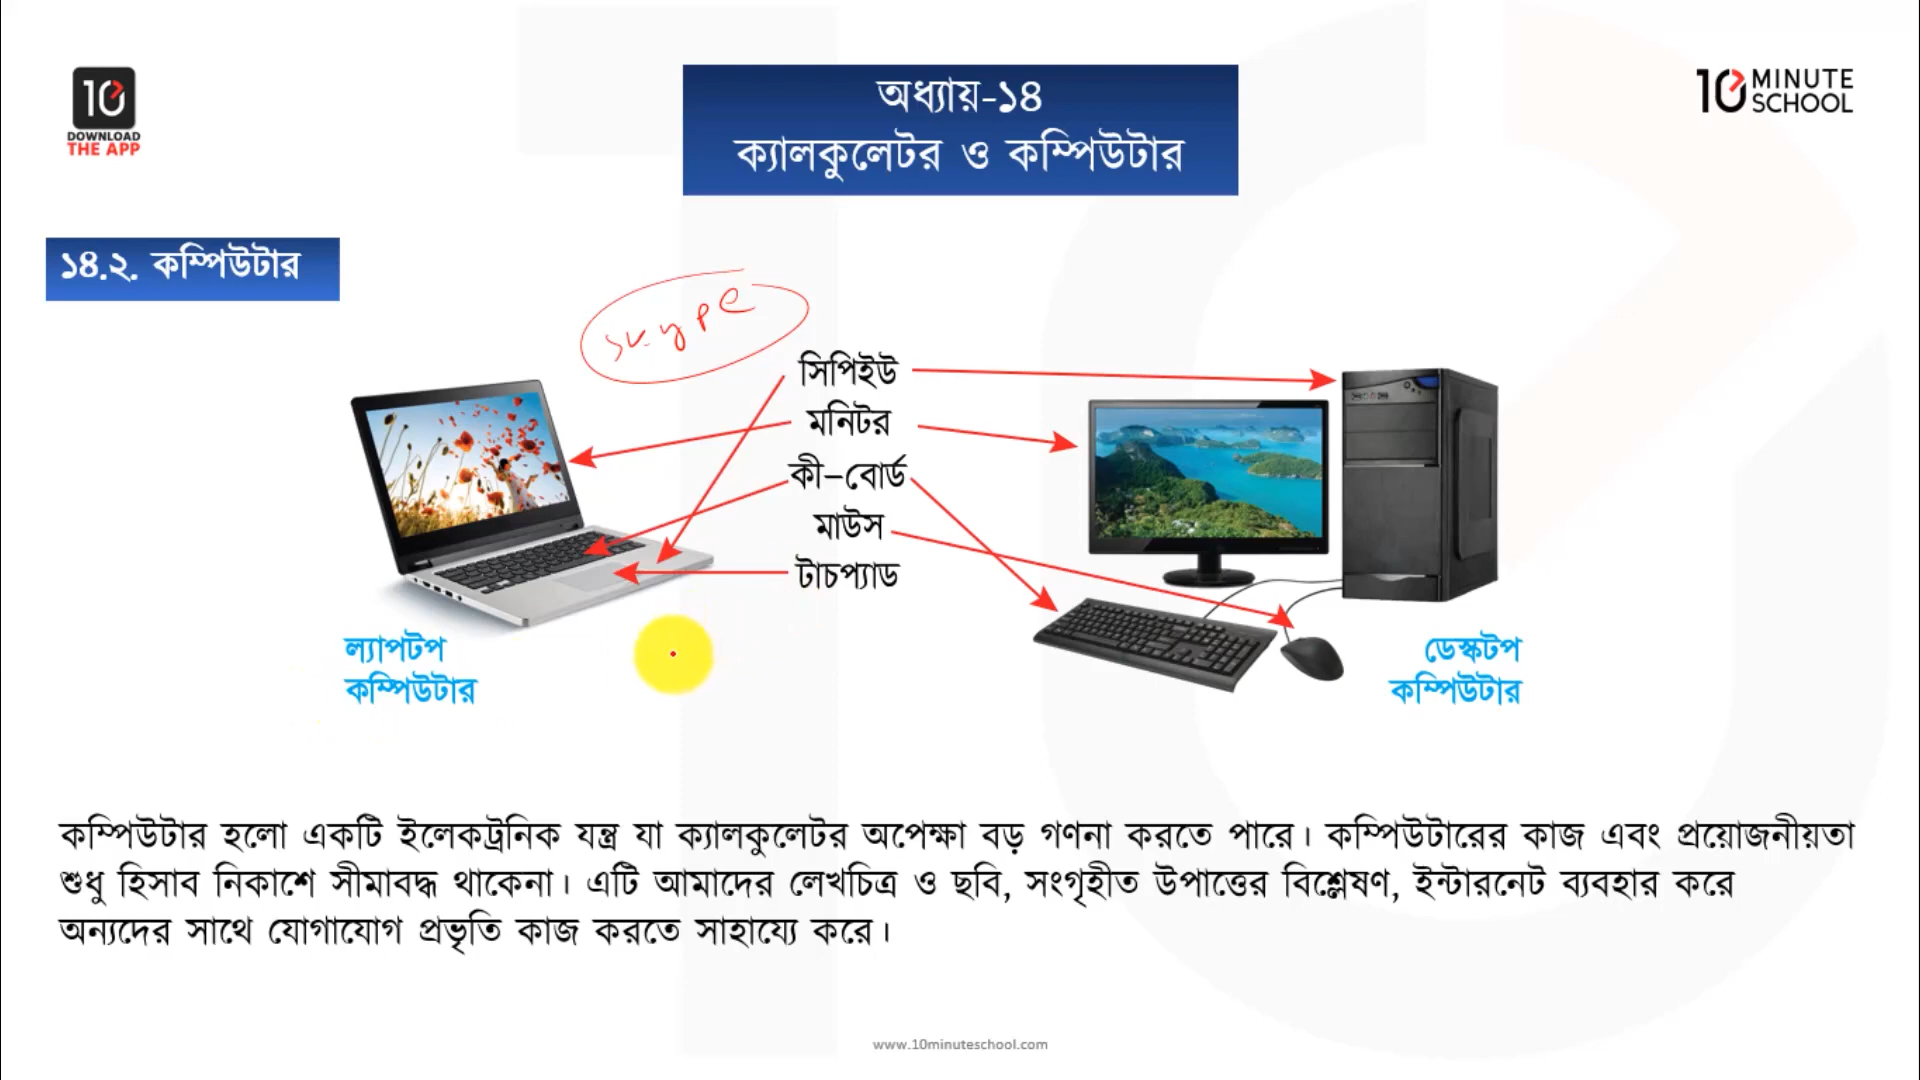 অধ্যায়-১৪
ক্যালকুলেটর ও কম্পিউটার
10
DOWNLOAD
THE APP
10 MINUTE
SCHOOL
১৪.২. কম্পিউটার
skype
সিপিইউ
মনিটর
কী–বোর্ড
মাউস
টাচপ্যাড
ল্যাপটপ
কম্পিউটার
ডেস্কটপ
কম্পিউটার
কম্পিউটার হলো একটি ইলেকট্রনিক যন্ত্র যা ক্যালকুলেটর অপেক্ষা বড় গণনা করতে পারে। কম্পিউটারের কাজ এবং প্রয়োজনীয়তা
শুধু হিসাব নিকাশে সীমাবদ্ধ থাকেনা। এটি আমাদের লেখচিত্র ও ছবি, সংগৃহীত উপাত্তের বিশ্লেষণ, ইন্টারনেট ব্যবহার করে
অন্যদের সাথে যোগাযোগ প্রভৃতি কাজ করতে সাহায্যে করে।
www.10minuteschool.com